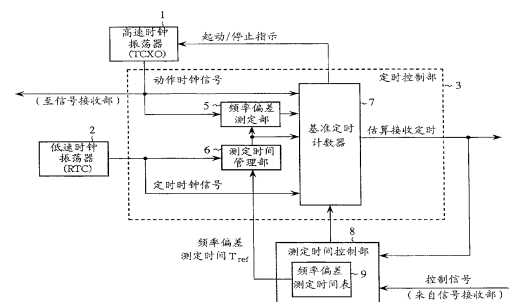 1
高速时钟
振荡器
(TCXO)
起动/停止指示
动作时钟信号
定时控制部
3
(至信号接收部)
5
频率偏差
测定部
7
基准定时
计数器
估算接收定时
2
低速时钟
振荡器
(RTC)
6
测定时间
管理部
定时时钟信号
频率偏差
测定时间Tref
8
测定时间控制部
频率偏差
测定时间表
9
控制信号
(来自信号接收部)